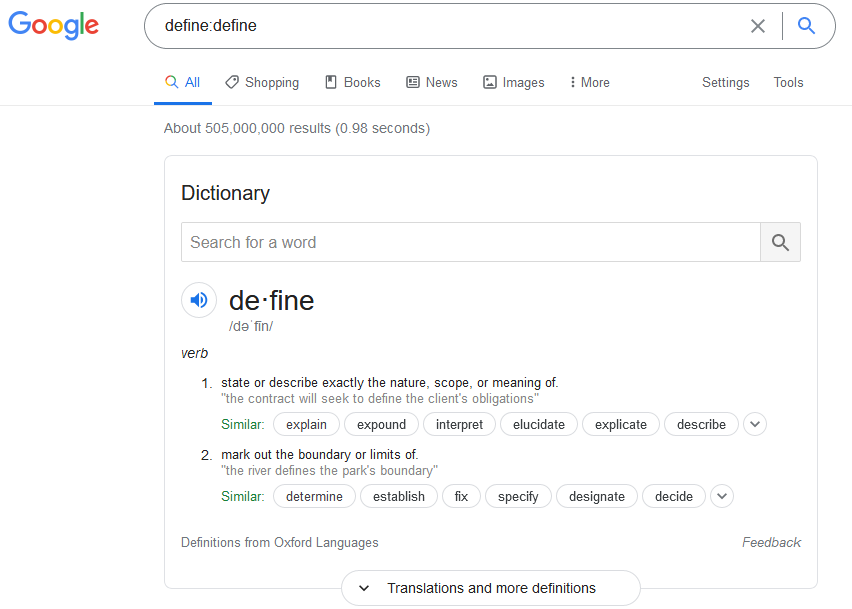 Google define:define
All Shopping Books News Images More Settings Tools
About 505,000,000 results (0.98 seconds)
Dictionary
Search for a word
de·fine
/dəˈfīn/
verb
1. state or describe exactly the nature, scope, or meaning of.
"the contract will seek to define the client's obligations"
Similar: explain expound interpret elucidate explicate describe
2. mark out the boundary or limits of.
"the river defines the park's boundary"
Similar: determine establish fix specify designate decide
Definitions from Oxford Languages Feedback
Translations and more definitions